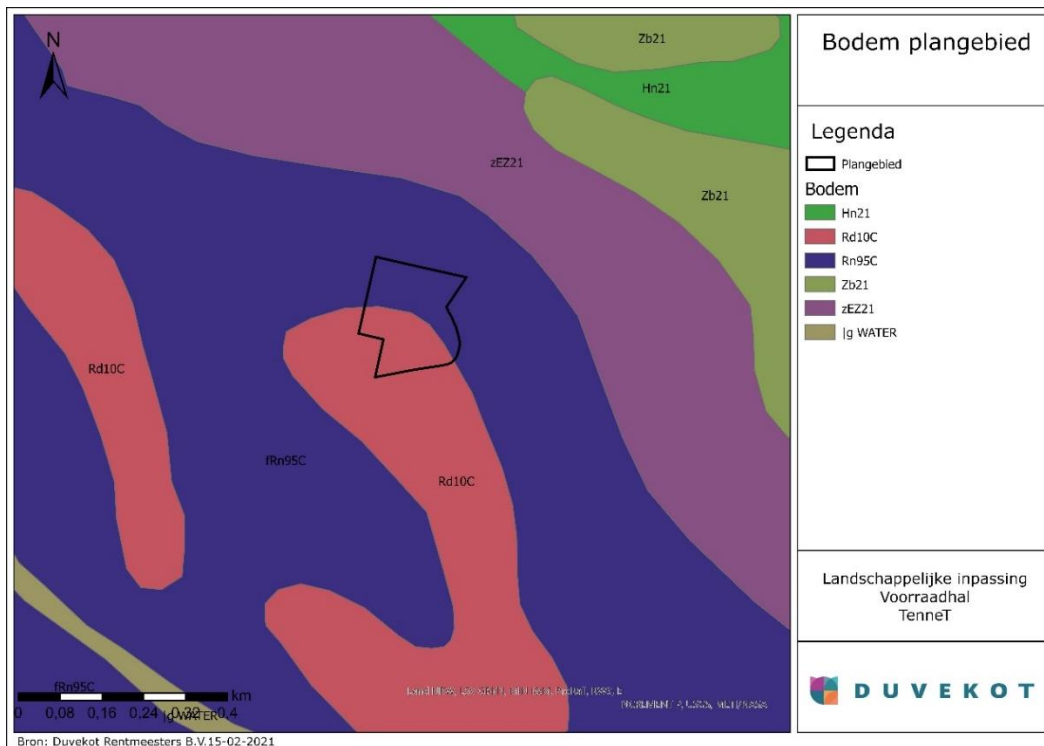 Bodem plangebied
Legenda
Plangebied
Bodem
Hn21
Rd10C
Rn95C
Zb21
zEZ21
|g WATER
Landschappelijke inpassing
Voorraadhal
TenneT
DUVEKOT
N
Zb21
Hn21
zEZ21
Zb21
Rd10C
fRn95C
Rd10C
fRn95C
km
0 0,08 0,16 0,24 0,32 0,4
|g WATER
Bron: Duvekot Rentmeesters B.V.15-02-2021